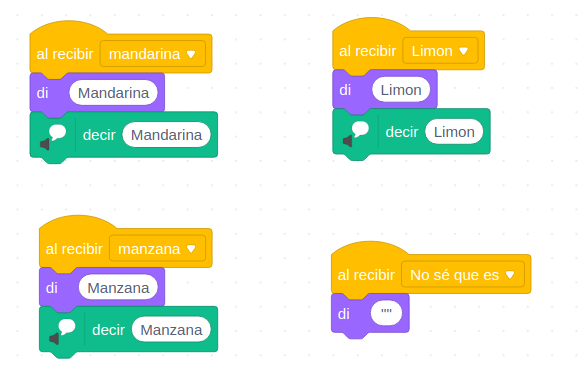 al recibir mandarina
di Mandarina
decir Mandarina
al recibir Limon
di Limon
decir Limon
al recibir manzana
di Manzana
decir Manzana
al recibir No sé que es
di ""